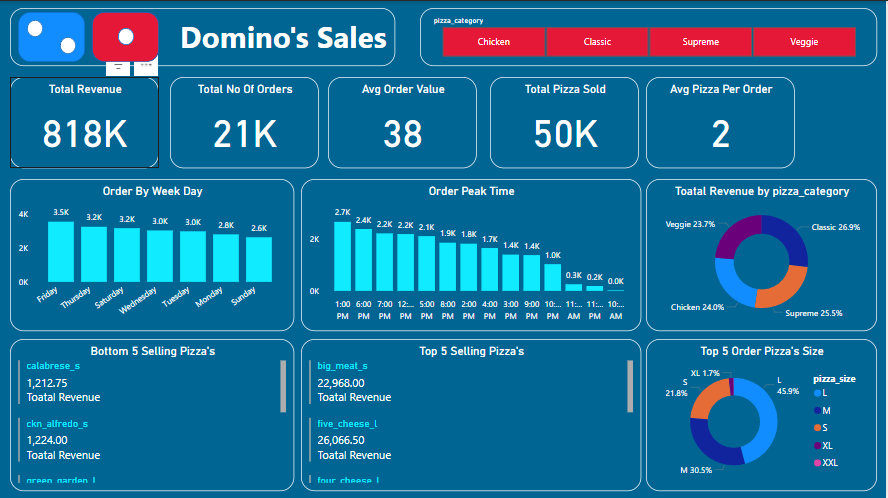 Domino's Sales
pizza_category
Chicken Classic Supreme Veggie
Total Revenue
818K
Total No Of Orders
21K
Avg Order Value
38
Total Pizza Sold
50K
Avg Pizza Per Order
2
Order By Week Day
4K
2K
0K
3.5K 3.2K 3.2K 3.0K 3.0K 2.8K 2.6K
Friday Thursday Saturday Wednesday Tuesday Monday Sunday
Order Peak Time
2K
0K
2.7K 2.4K 2.2K 2.2K 2.1K 1.9K 1.8K 1.7K 1.4K 1.4K 1.0K 0.3K 0.2K 0.0K
1:00 6:00 7:00 12:... 5:00 8:00 2:00 4:00 3:00 9:00 10:... 11:... 11:... 10:...
PM PM PM PM PM PM PM PM PM PM PM AM PM AM
Toatal Revenue by pizza_category
Veggie 23.7%
Classic 26.9%
Chicken 24.0%
Supreme 25.5%
Bottom 5 Selling Pizza's
calabrese_s
1,212.75
Toatal Revenue
ckn_alfredo_s
1,224.00
Toatal Revenue
green_garden_l
Top 5 Selling Pizza's
big_meat_s
22,968.00
Toatal Revenue
five_cheese_l
26,066.50
Toatal Revenue
four_cheese_l
Top 5 Order Pizza's Size
XL 1.7%
S
21.8%
L
45.9%
M 30.5%
pizza_size
L
M
S
XL
XXL